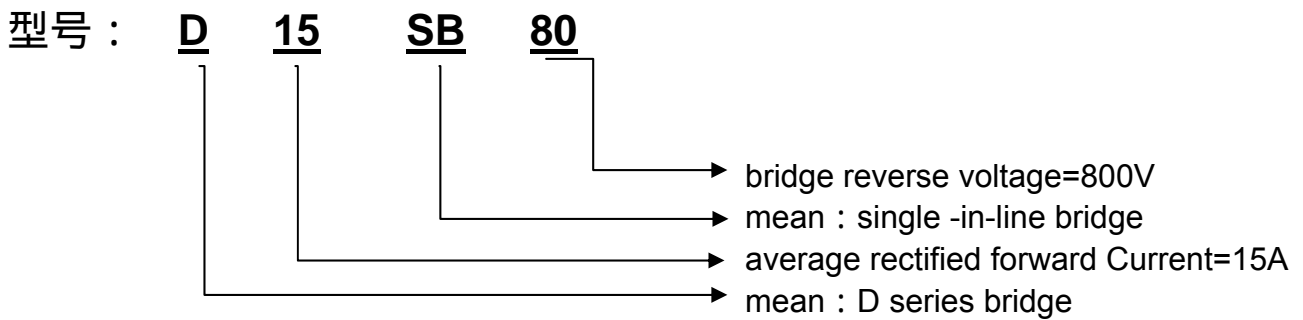 型号： D 15 SB 80
bridge reverse voltage=800V
mean：single -in-line bridge
average rectified forward Current=15A
mean：D series bridge